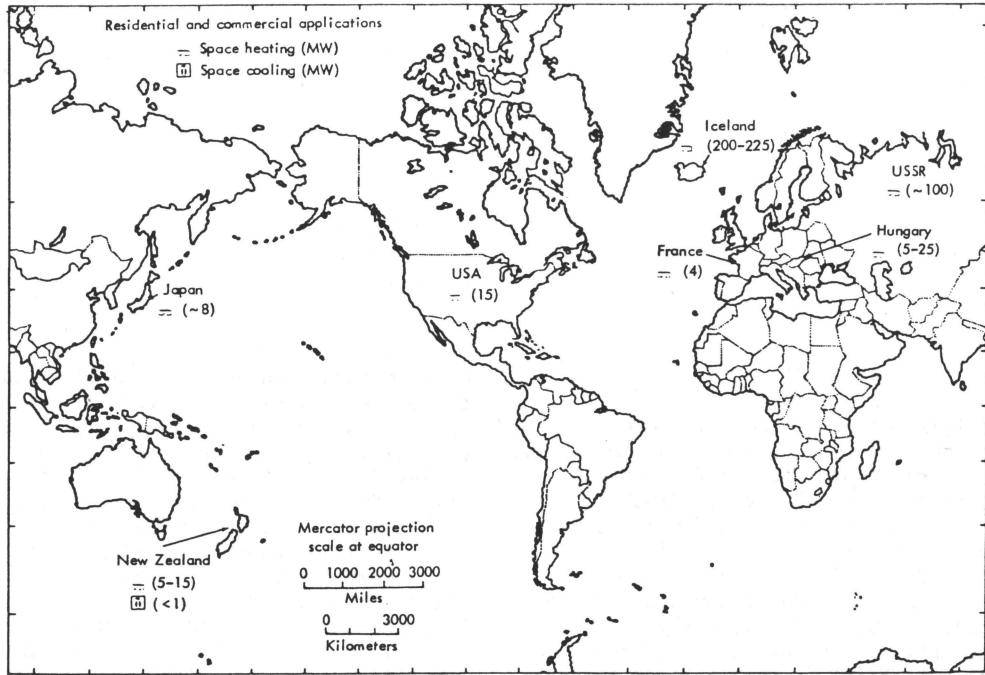 Residential and commercial applications
Space heating (MW)
Space cooling (MW)
Iceland
(200-225)
USSR
(~100)
Hungary
(5-25)
France
(4)
USA
(15)
Japan
(~8)
New Zealand
(5-15)
(<1)
Mercator projection
scale at equator
0 1000 2000 3000
Miles
0 3000
Kilometers